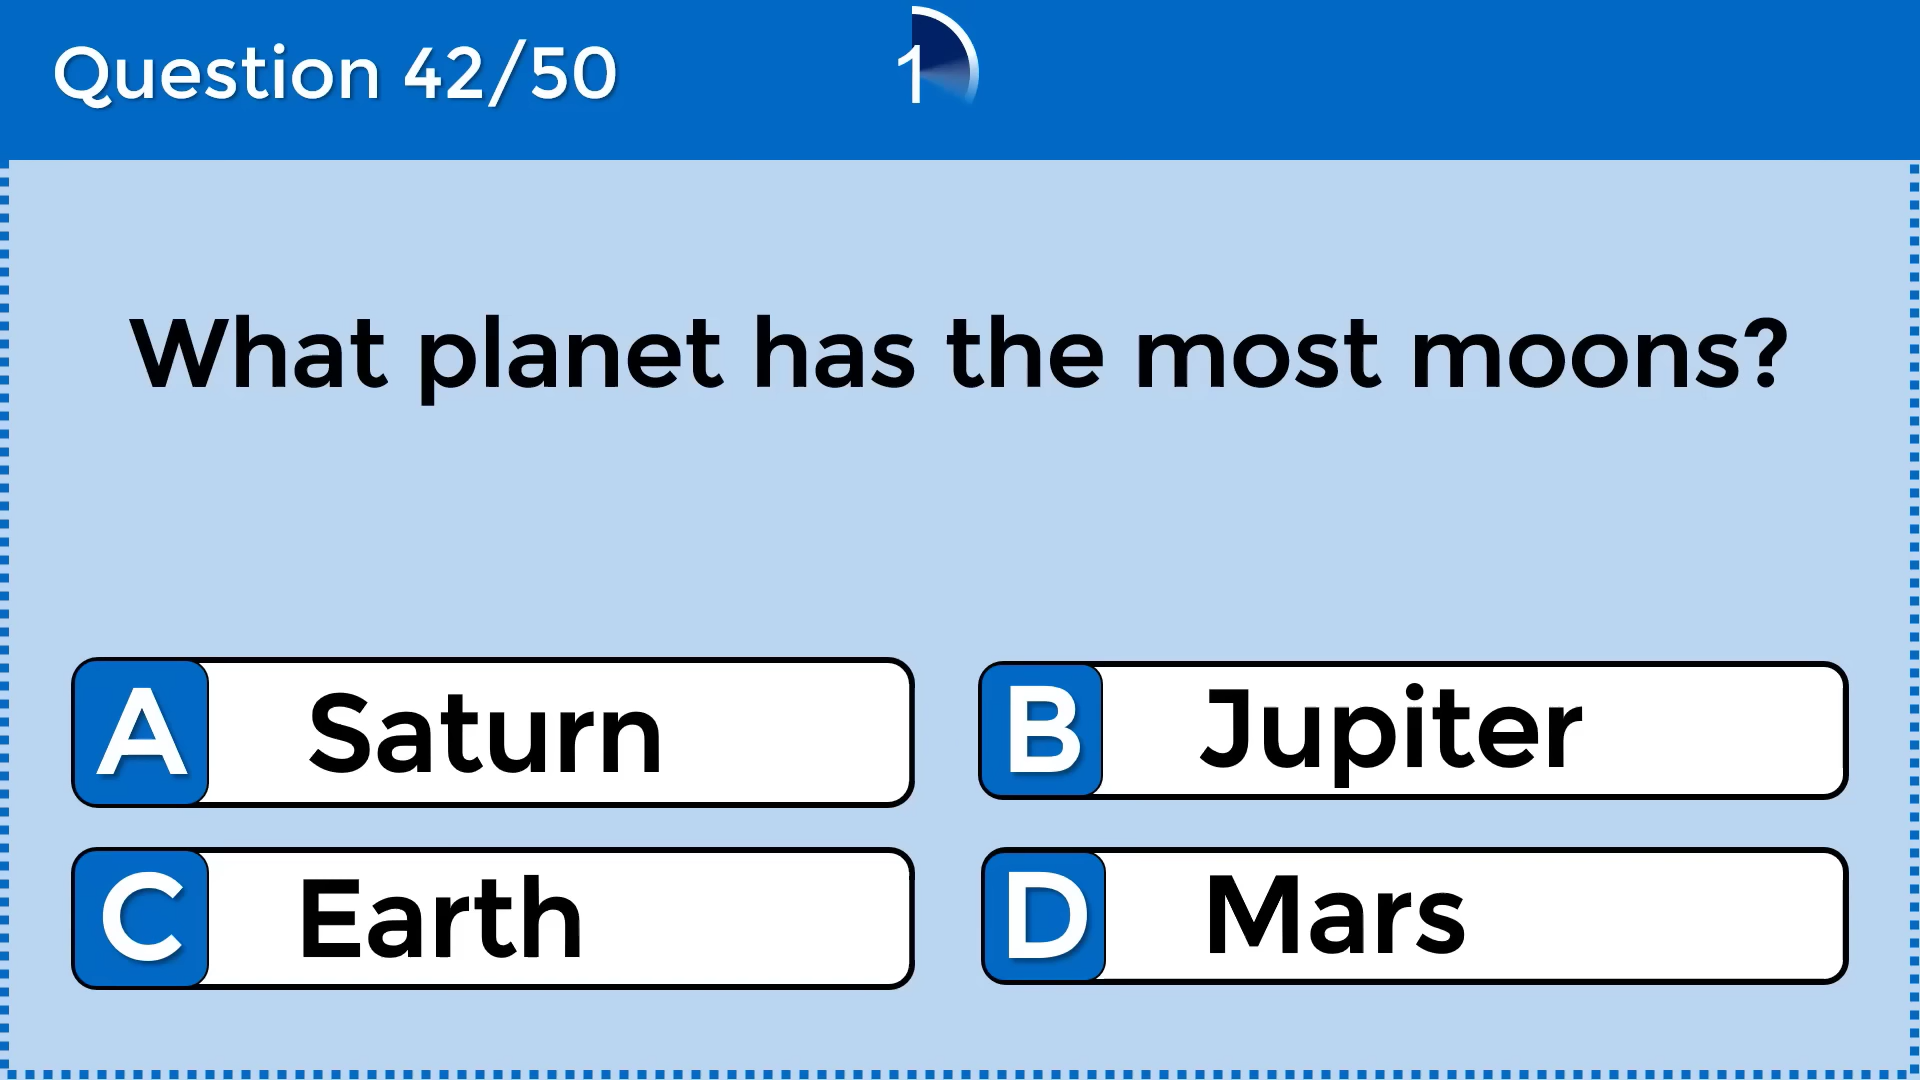 Question 42/50
1
What planet has the most moons?
A Saturn
B Jupiter
C Earth
D Mars